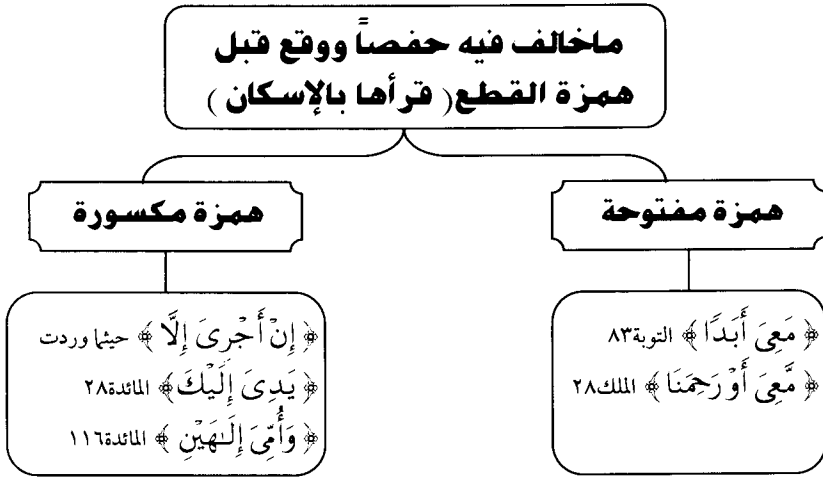 ماخالف فيه حفصاً ووقع قبل
همزة القطع( قرأها بالإسكان )
همزة مفتوحة
﴿ مَعِىَ أَبَدًا ﴾ التوبة٨٣
﴿ مَّعِىَ أَوْ رَحِمَنَا ﴾ الملك٢٨
همزة مكسورة
﴿ إِنْ أَجْرِىَ إِلَّا ﴾ حيثما وردت
﴿ يَدِىَ إِلَيْكَ ﴾ المائدة٢٨
﴿ وَأُمِّىَ إِلَـٰهَيْنِ ﴾ المائدة١١٦